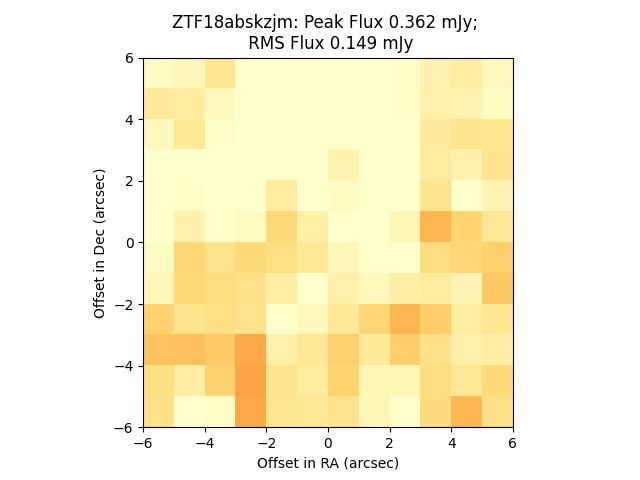 ZTF18abskzjm: Peak Flux 0.362 mJy;
RMS Flux 0.149 mJy
6
4
2
0
−2
−4
−6
Offset in Dec (arcsec)
−6 −4 −2 0 2 4 6
Offset in RA (arcsec)